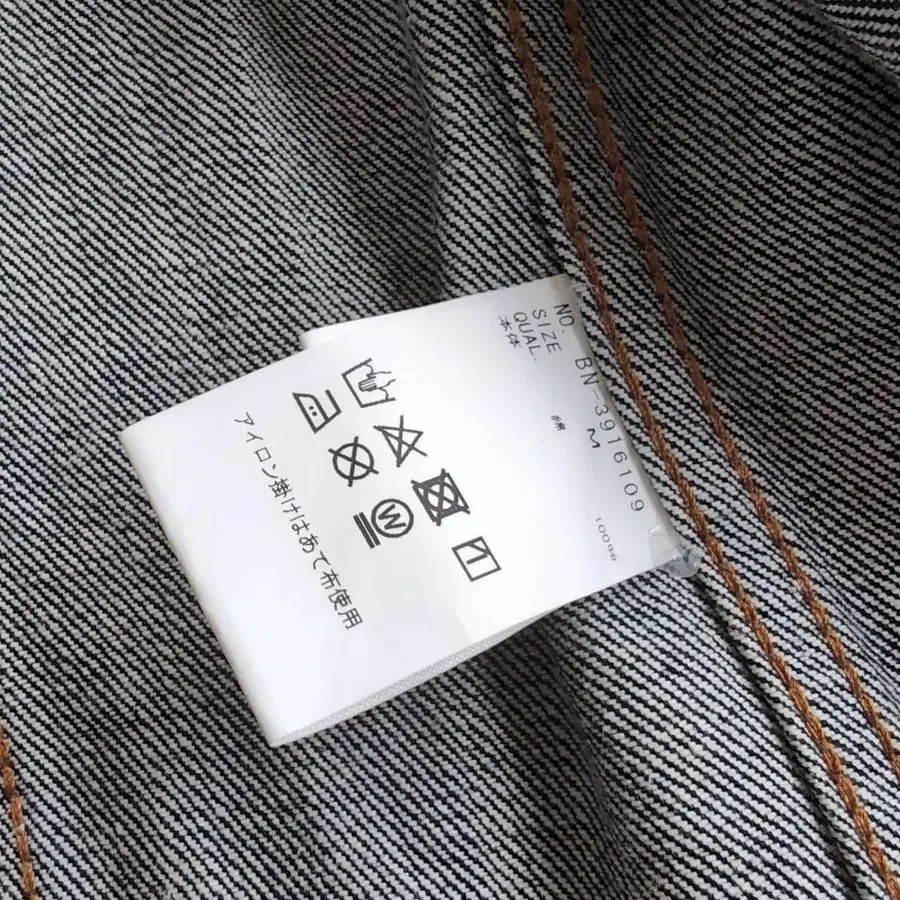 NO. BN-3916109
SIZE M
QUAL.
本体 綿 100%
アイロン掛けはあて布使用